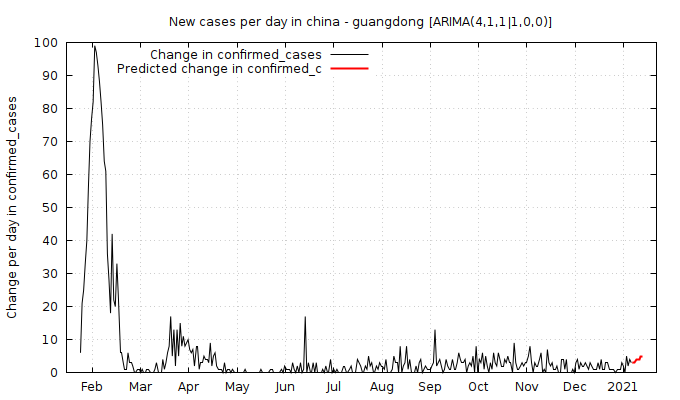 New cases per day in china - guangdong [ARIMA(4,1,1|1,0,0)]
Change in confirmed_cases
Predicted change in confirmed_c
Change per day in confirmed_cases
100
90
80
70
60
50
40
30
20
10
0
Feb Mar Apr May Jun Jul Aug Sep Oct Nov Dec 2021